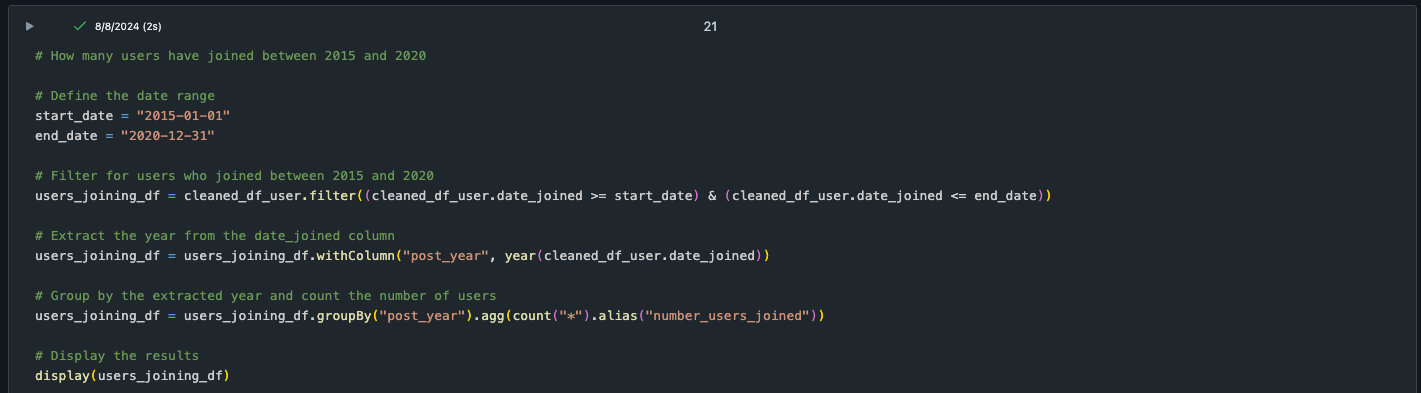 8/8/2024 (2s)
21
# How many users have joined between 2015 and 2020
# Define the date range
start_date = "2015-01-01"
end_date = "2020-12-31"
# Filter for users who joined between 2015 and 2020
users_joining_df = cleaned_df_user.filter((cleaned_df_user.date_joined >= start_date) & (cleaned_df_user.date_joined <= end_date))
# Extract the year from the date_joined column
users_joining_df = users_joining_df.withColumn("post_year", year(cleaned_df_user.date_joined))
# Group by the extracted year and count the number of users
users_joining_df = users_joining_df.groupBy("post_year").agg(count("*").alias("number_users_joined"))
# Display the results
display(users_joining_df)